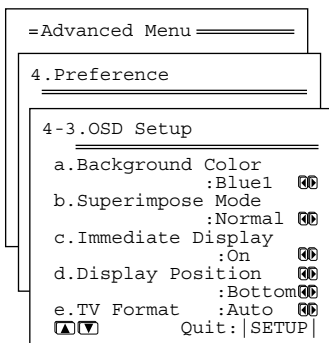 =Advanced Menu
4.Preference
4-3.OSD Setup
a.Background Color
:Blue1
b.Superimpose Mode
:Normal
c.Immediate Display
:On
d.Display Position
:Bottom
e.TV Format :Auto
Quit:|SETUP|